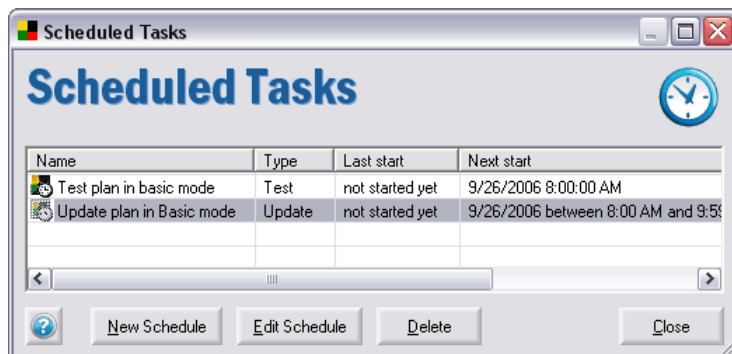 Scheduled Tasks
Scheduled Tasks
Name Type Last start Next start
Test plan in basic mode Test not started yet 9/26/2006 8:00:00 AM
Update plan in Basic mode Update not started yet 9/26/2006 between 8:00 AM and 9:59
New Schedule Edit Schedule Delete Close